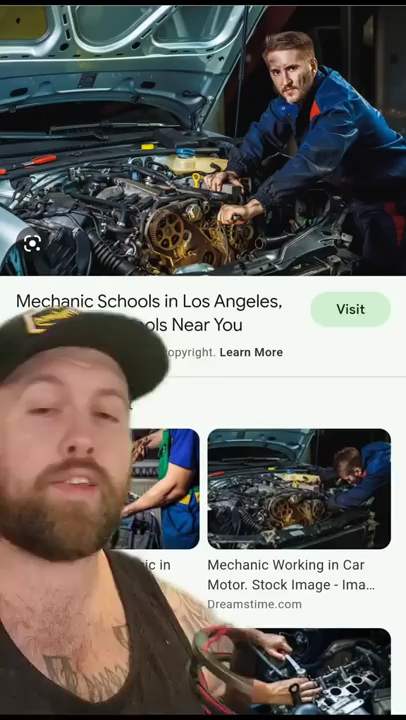 Mechanic Schools in Los Angeles,
ols Near You
Visit
opyright. Learn More
ic in
Mechanic Working in Car
Motor. Stock Image - Ima...
Dreamstime.com